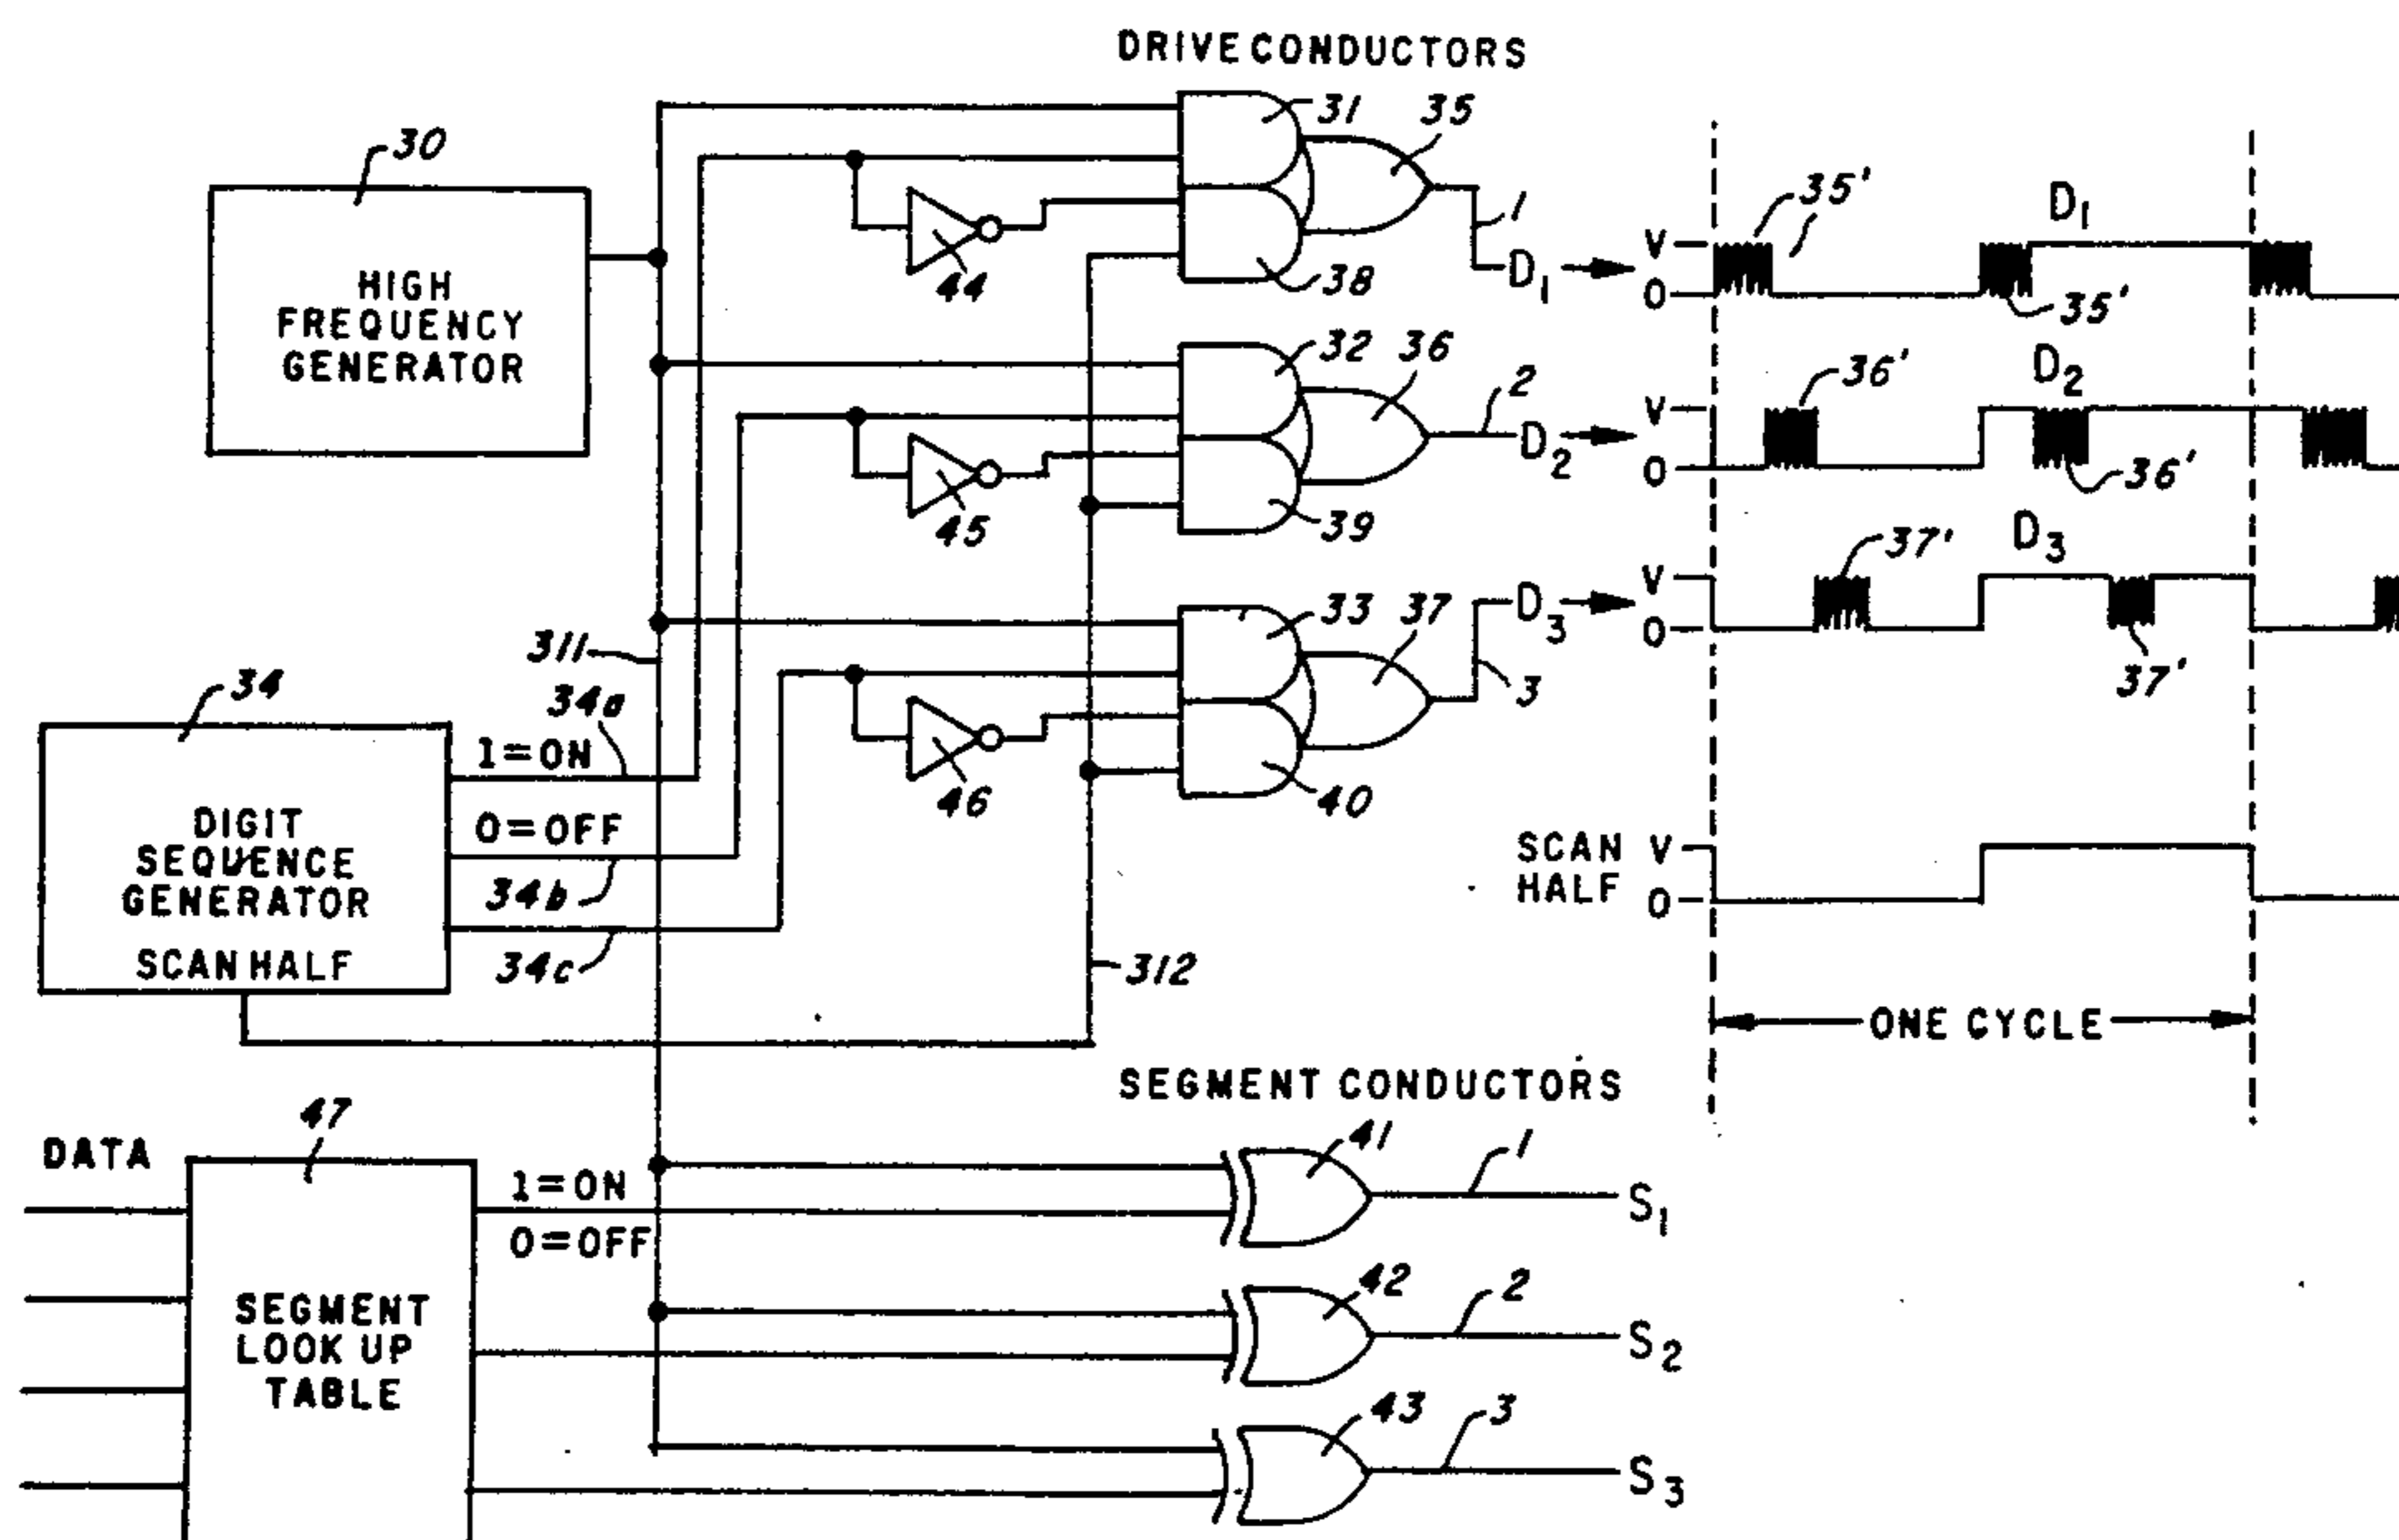 DRIVE CONDUCTORS
30
HIGH
FREQUENCY
GENERATOR
31
35
44
38
1
D1
V
0
35'
D1
35'
32
36
2
45
39
D2
V
0
36'
D2
36'
33
37
46
40
D3
3
V
0
37'
D3
37'
311
34
34a
1=ON
0=OFF
34b
34c
DIGIT
SEQUENCE
GENERATOR
SCAN HALF
312
SCAN V
HALF 0
ONE CYCLE
SEGMENT CONDUCTORS
DATA
47
1=ON
0=OFF
SEGMENT
LOOK UP
TABLE
41
1
S1
42
2
S2
43
3
S3